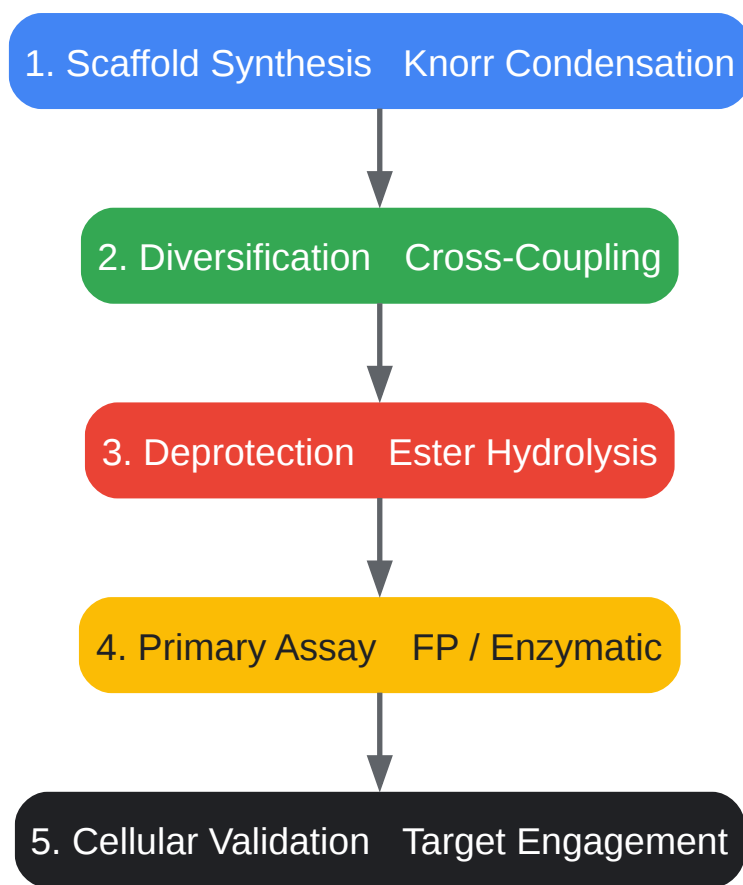 1. Scaffold Synthesis   Knorr Condensation
2. Diversification   Cross-Coupling
3. Deprotection   Ester Hydrolysis
4. Primary Assay   FP / Enzymatic
5. Cellular Validation   Target Engagement